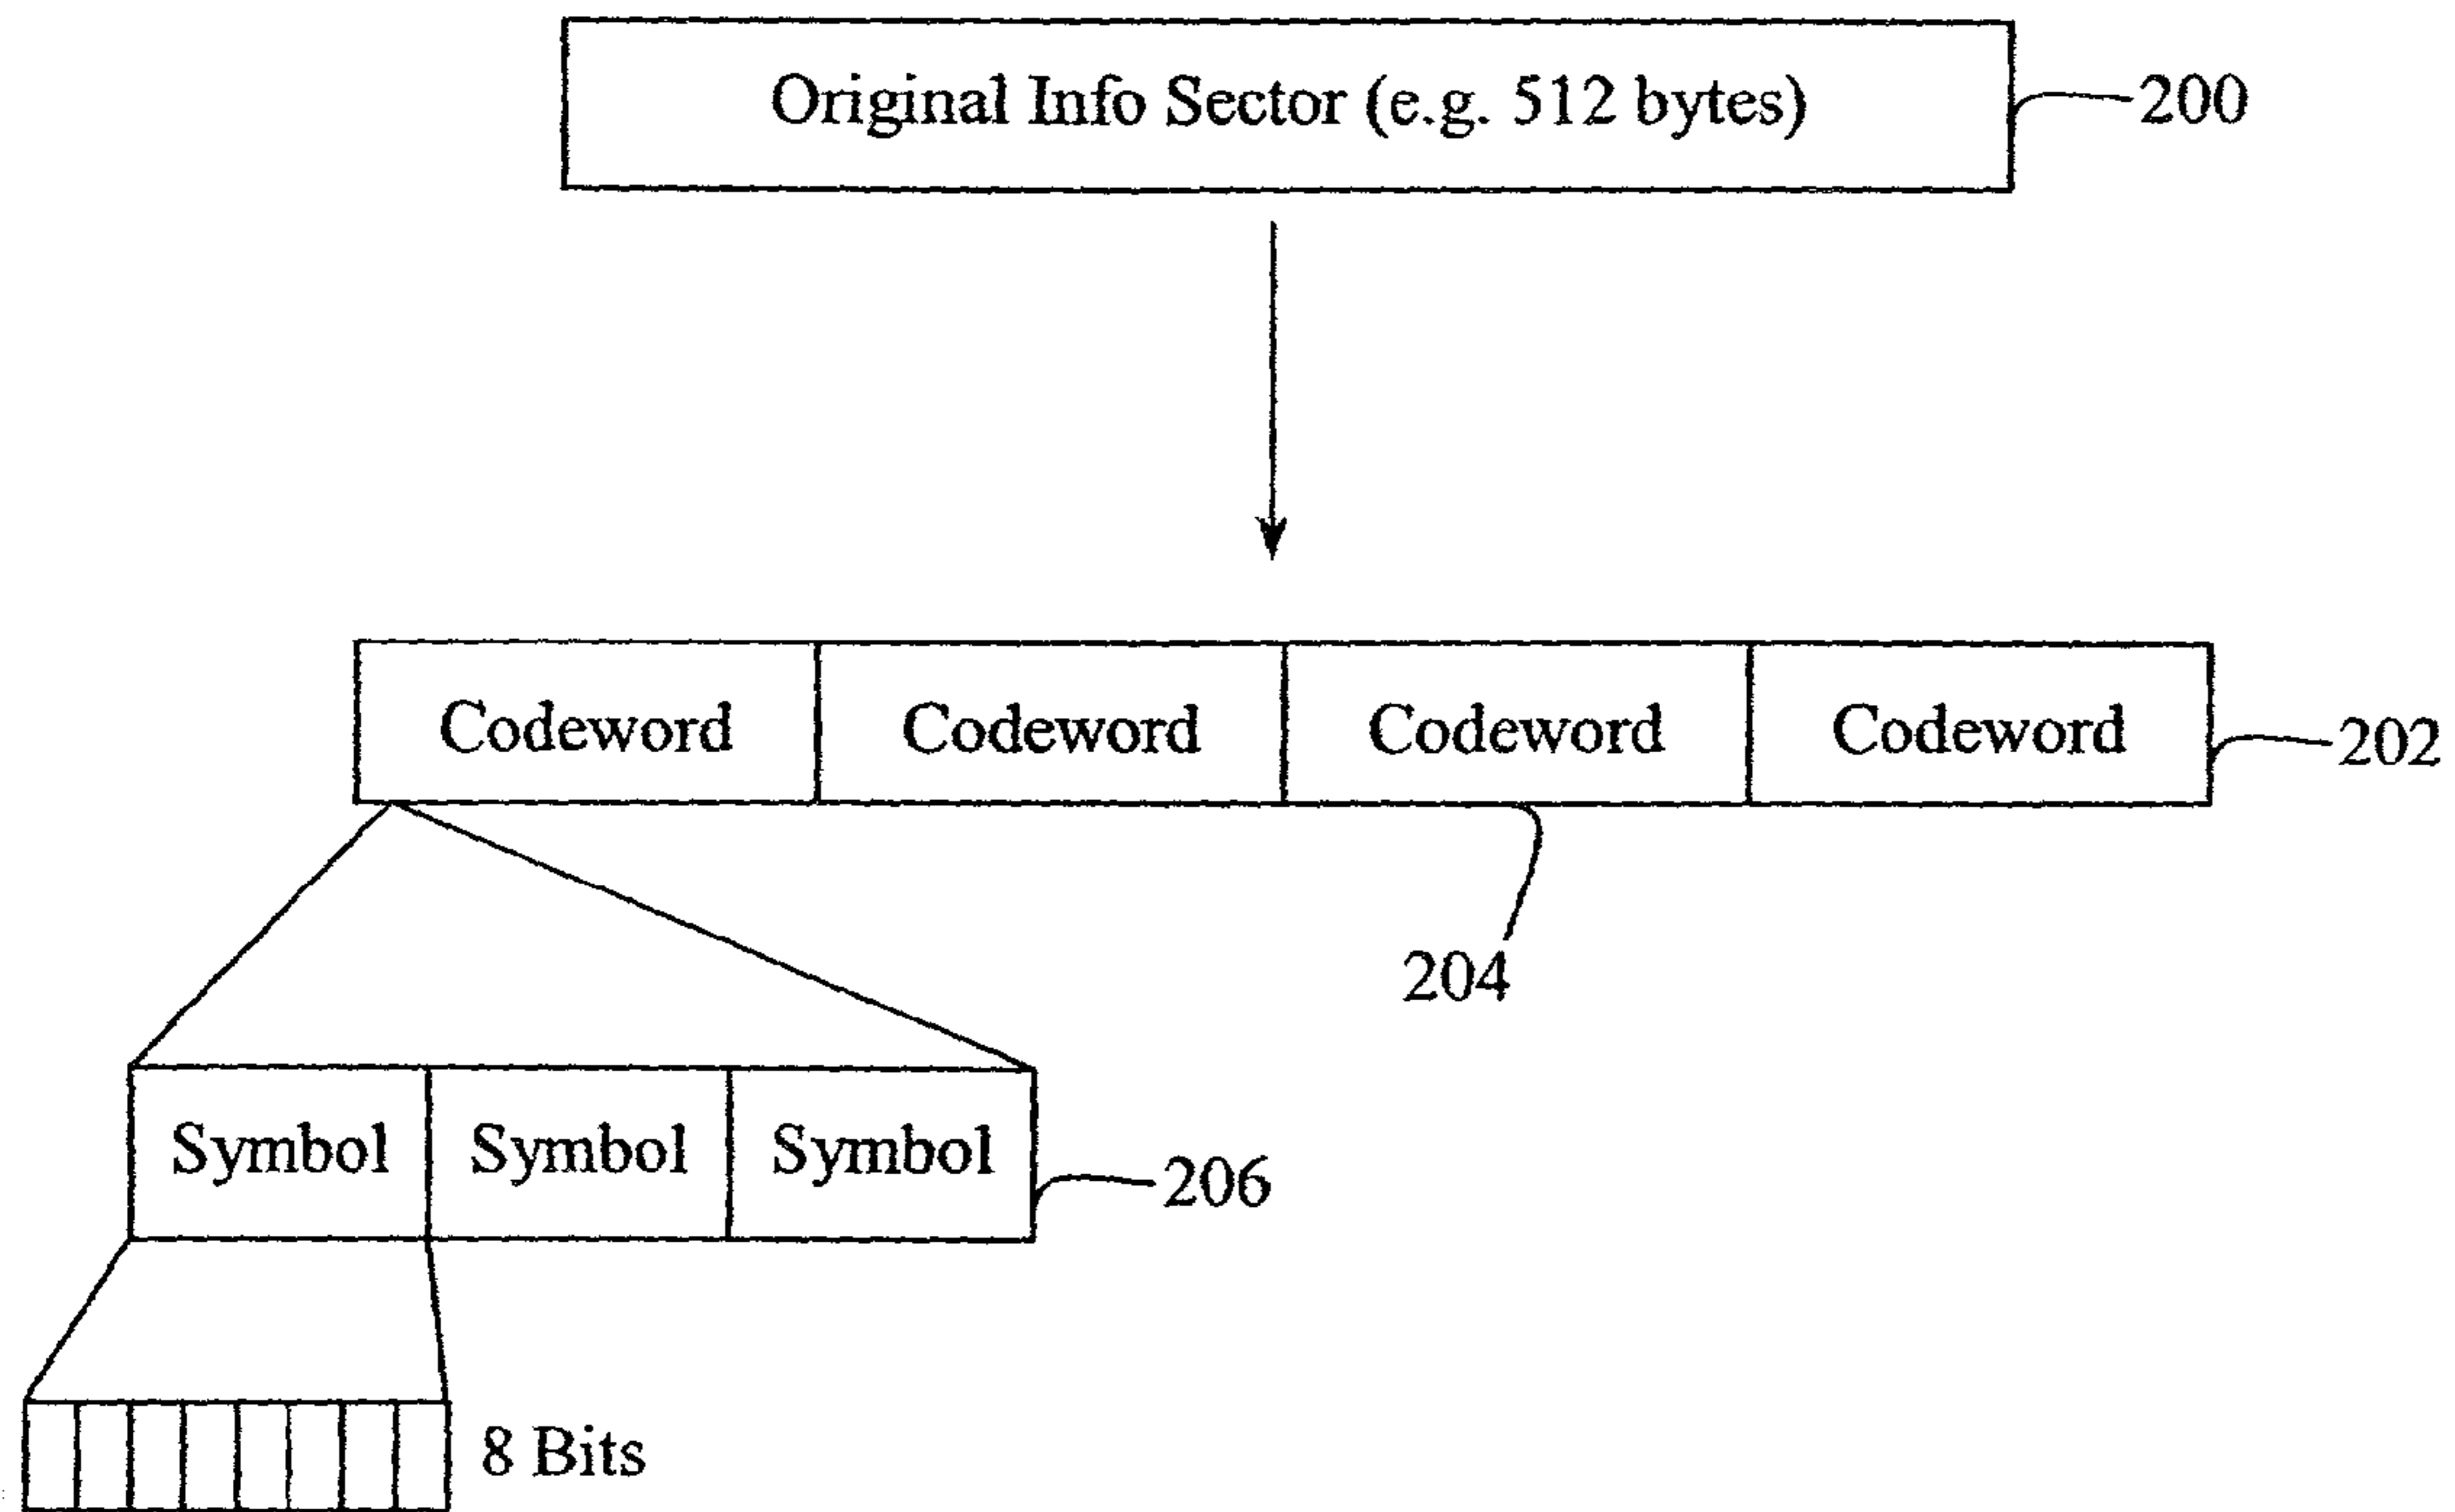 Original Info Sector (e.g. 512 bytes)
200
Codeword Codeword Codeword Codeword
202
204
Symbol Symbol Symbol
206
8 Bits